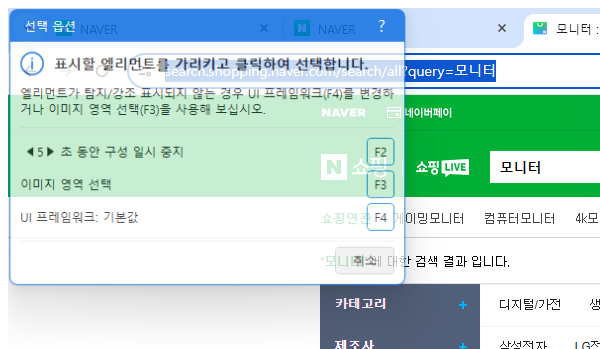 선택 옵션
?
NAVER
NAVER
모니터 :
표시할 엘리먼트를 가리키고 클릭하여 선택합니다.
search.shopping.naver.com/search/all?query=모니터
엘리먼트가 탐지/강조 표시되지 않는 경우 UI 프레임워크(F4)를 변경하
거나 이미지 영역 선택(F3)을 사용해 보십시오.
NAVER
네이버페이
5 초 동안 구성 일시 중지
F2
이미지 영역 선택
F3
N 쇼핑
쇼핑LIVE
모니터
UI 프레임워크: 기본값
F4
쇼핑연관
게이밍모니터
컴퓨터모니터
4k모
취소
'모니터'에 대한 검색 결과 입니다.
카테고리
+
디지털/가전
생
제조사
+
삼성전자
LG전